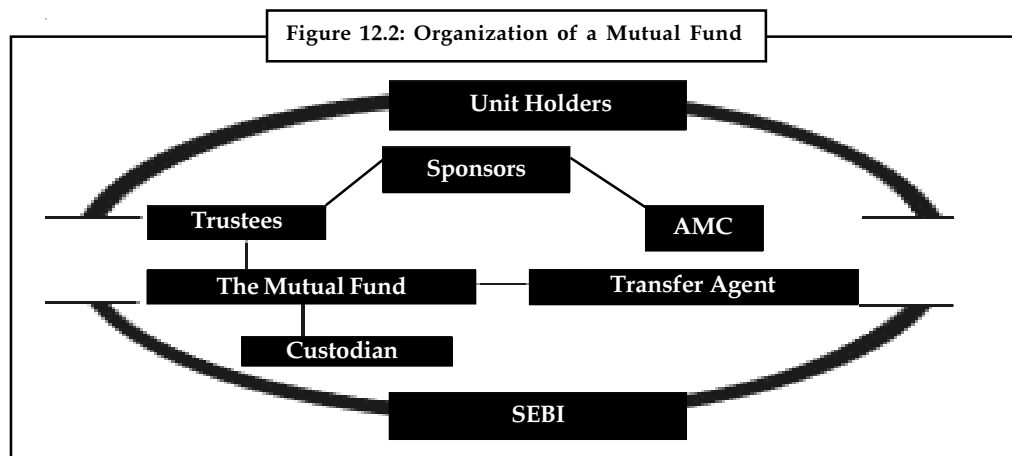 Figure 12.2: Organization of a Mutual Fund
Unit Holders
Sponsors
Trustees
AMC
The Mutual Fund
Transfer Agent
Custodian
SEBI